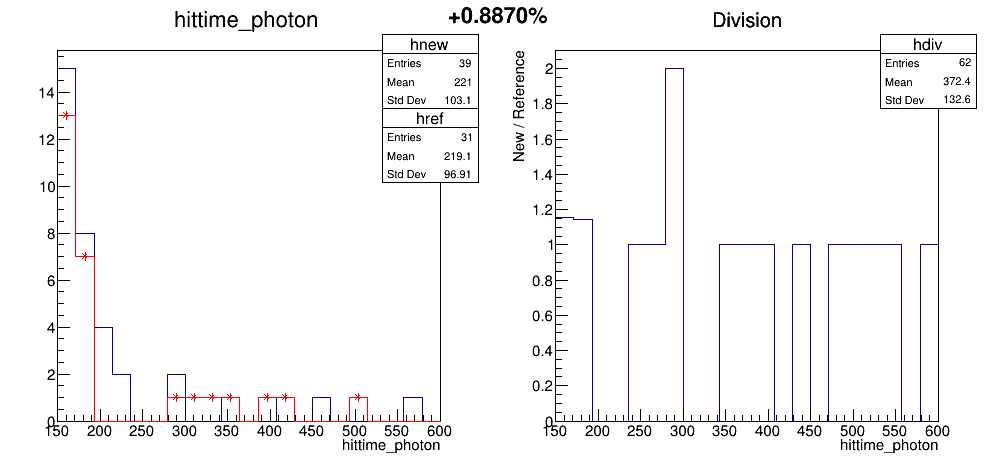 +0.8870%
hittime_photon
hnew
Entries 39
Mean 221
Std Dev 103.1
href
Entries 31
Mean 219.1
Std Dev 96.91
14
12
10
8
6
4
2
0
150 200 250 300 350 400 450 500 550 600
hittime_photon
Division
hdiv
Entries 62
Mean 372.4
Std Dev 132.6
New / Reference
2
1.8
1.6
1.4
1.2
1
0.8
0.6
0.4
0.2
0
150 200 250 300 350 400 450 500 550 600
hittime_photon